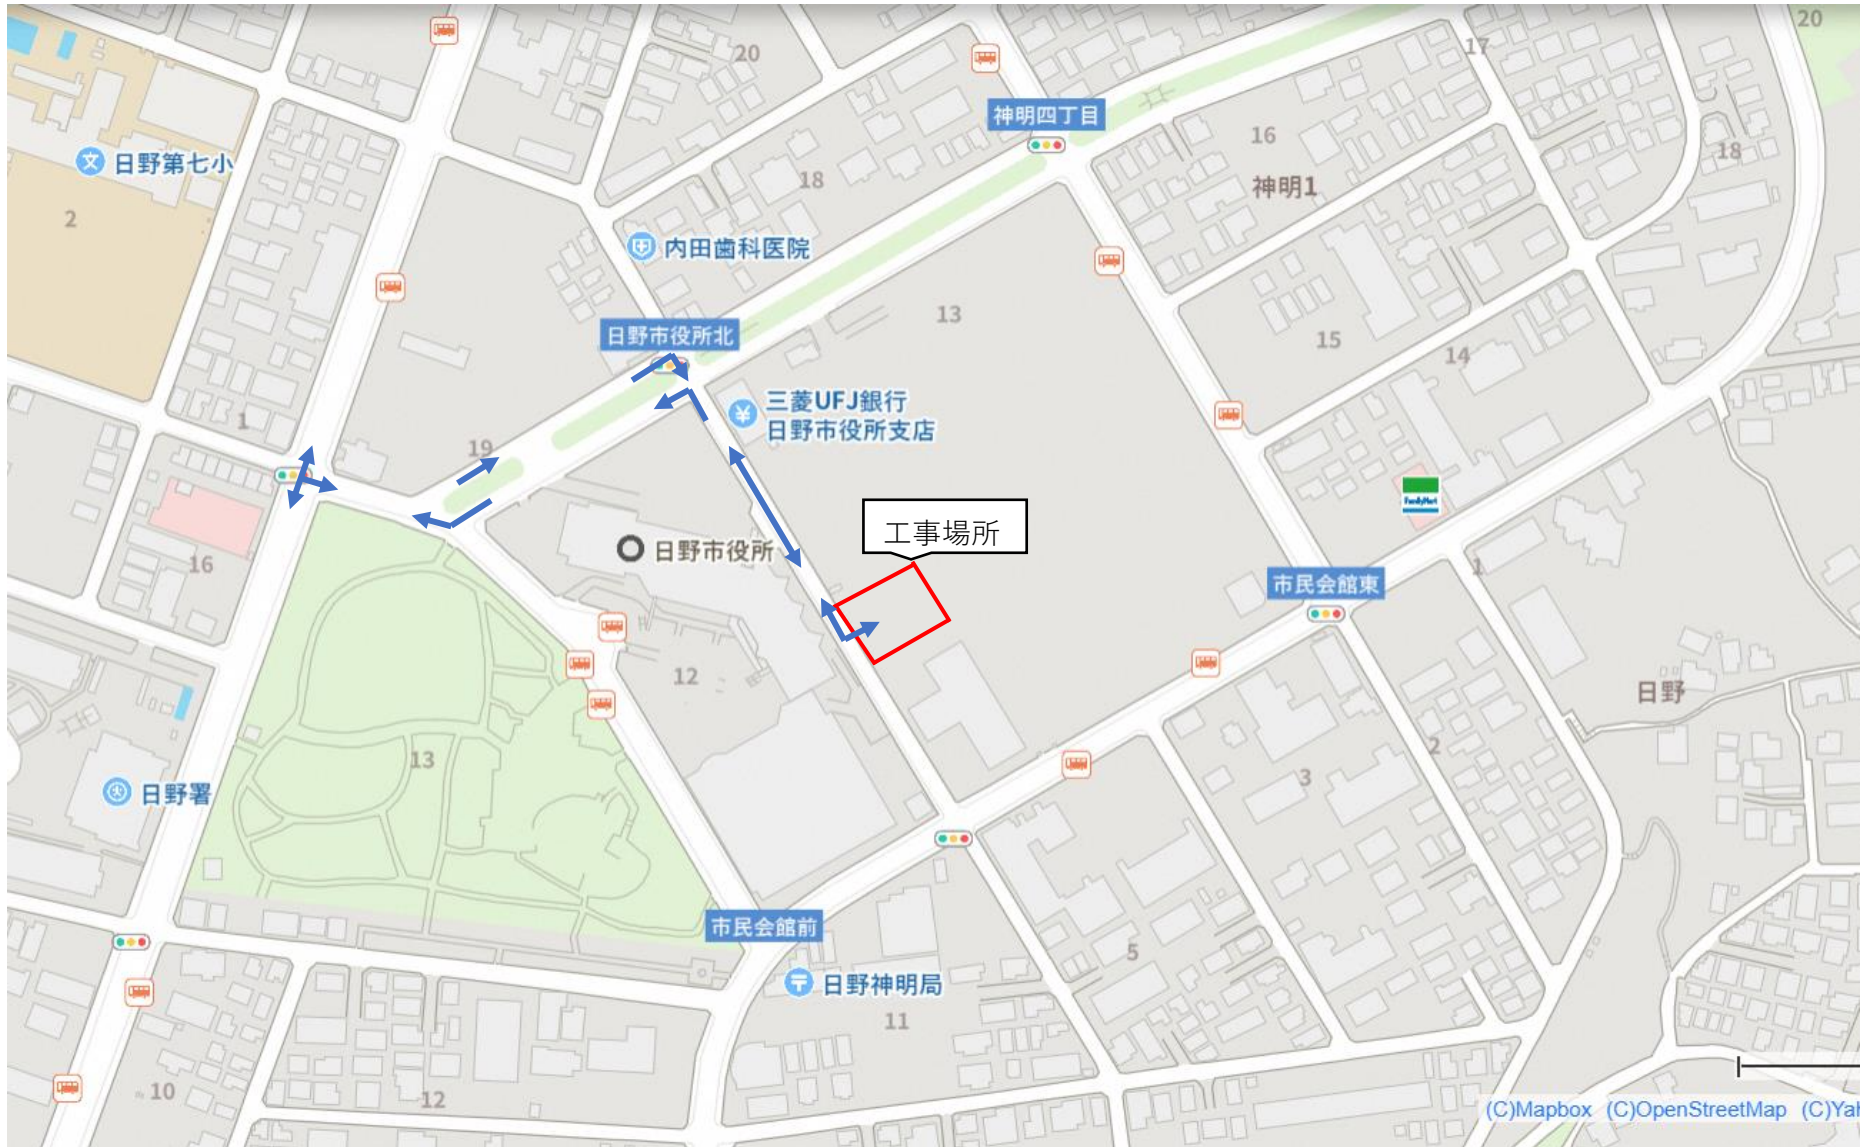 20
20
17
神明四丁目
16
18
日野第七小
18
神明1
2
内田歯科医院
13
日野市役所北
15
14
三菱UFJ銀行
日野市役所支店
1
19
FamilyMart
工事場所
日野市役所
16
1
市民会館東
12
日野
13
2
3
日野署
市民会館前
5
日野神明局
11
10
12
(C)Mapbox (C)OpenStreetMap (C)Yah